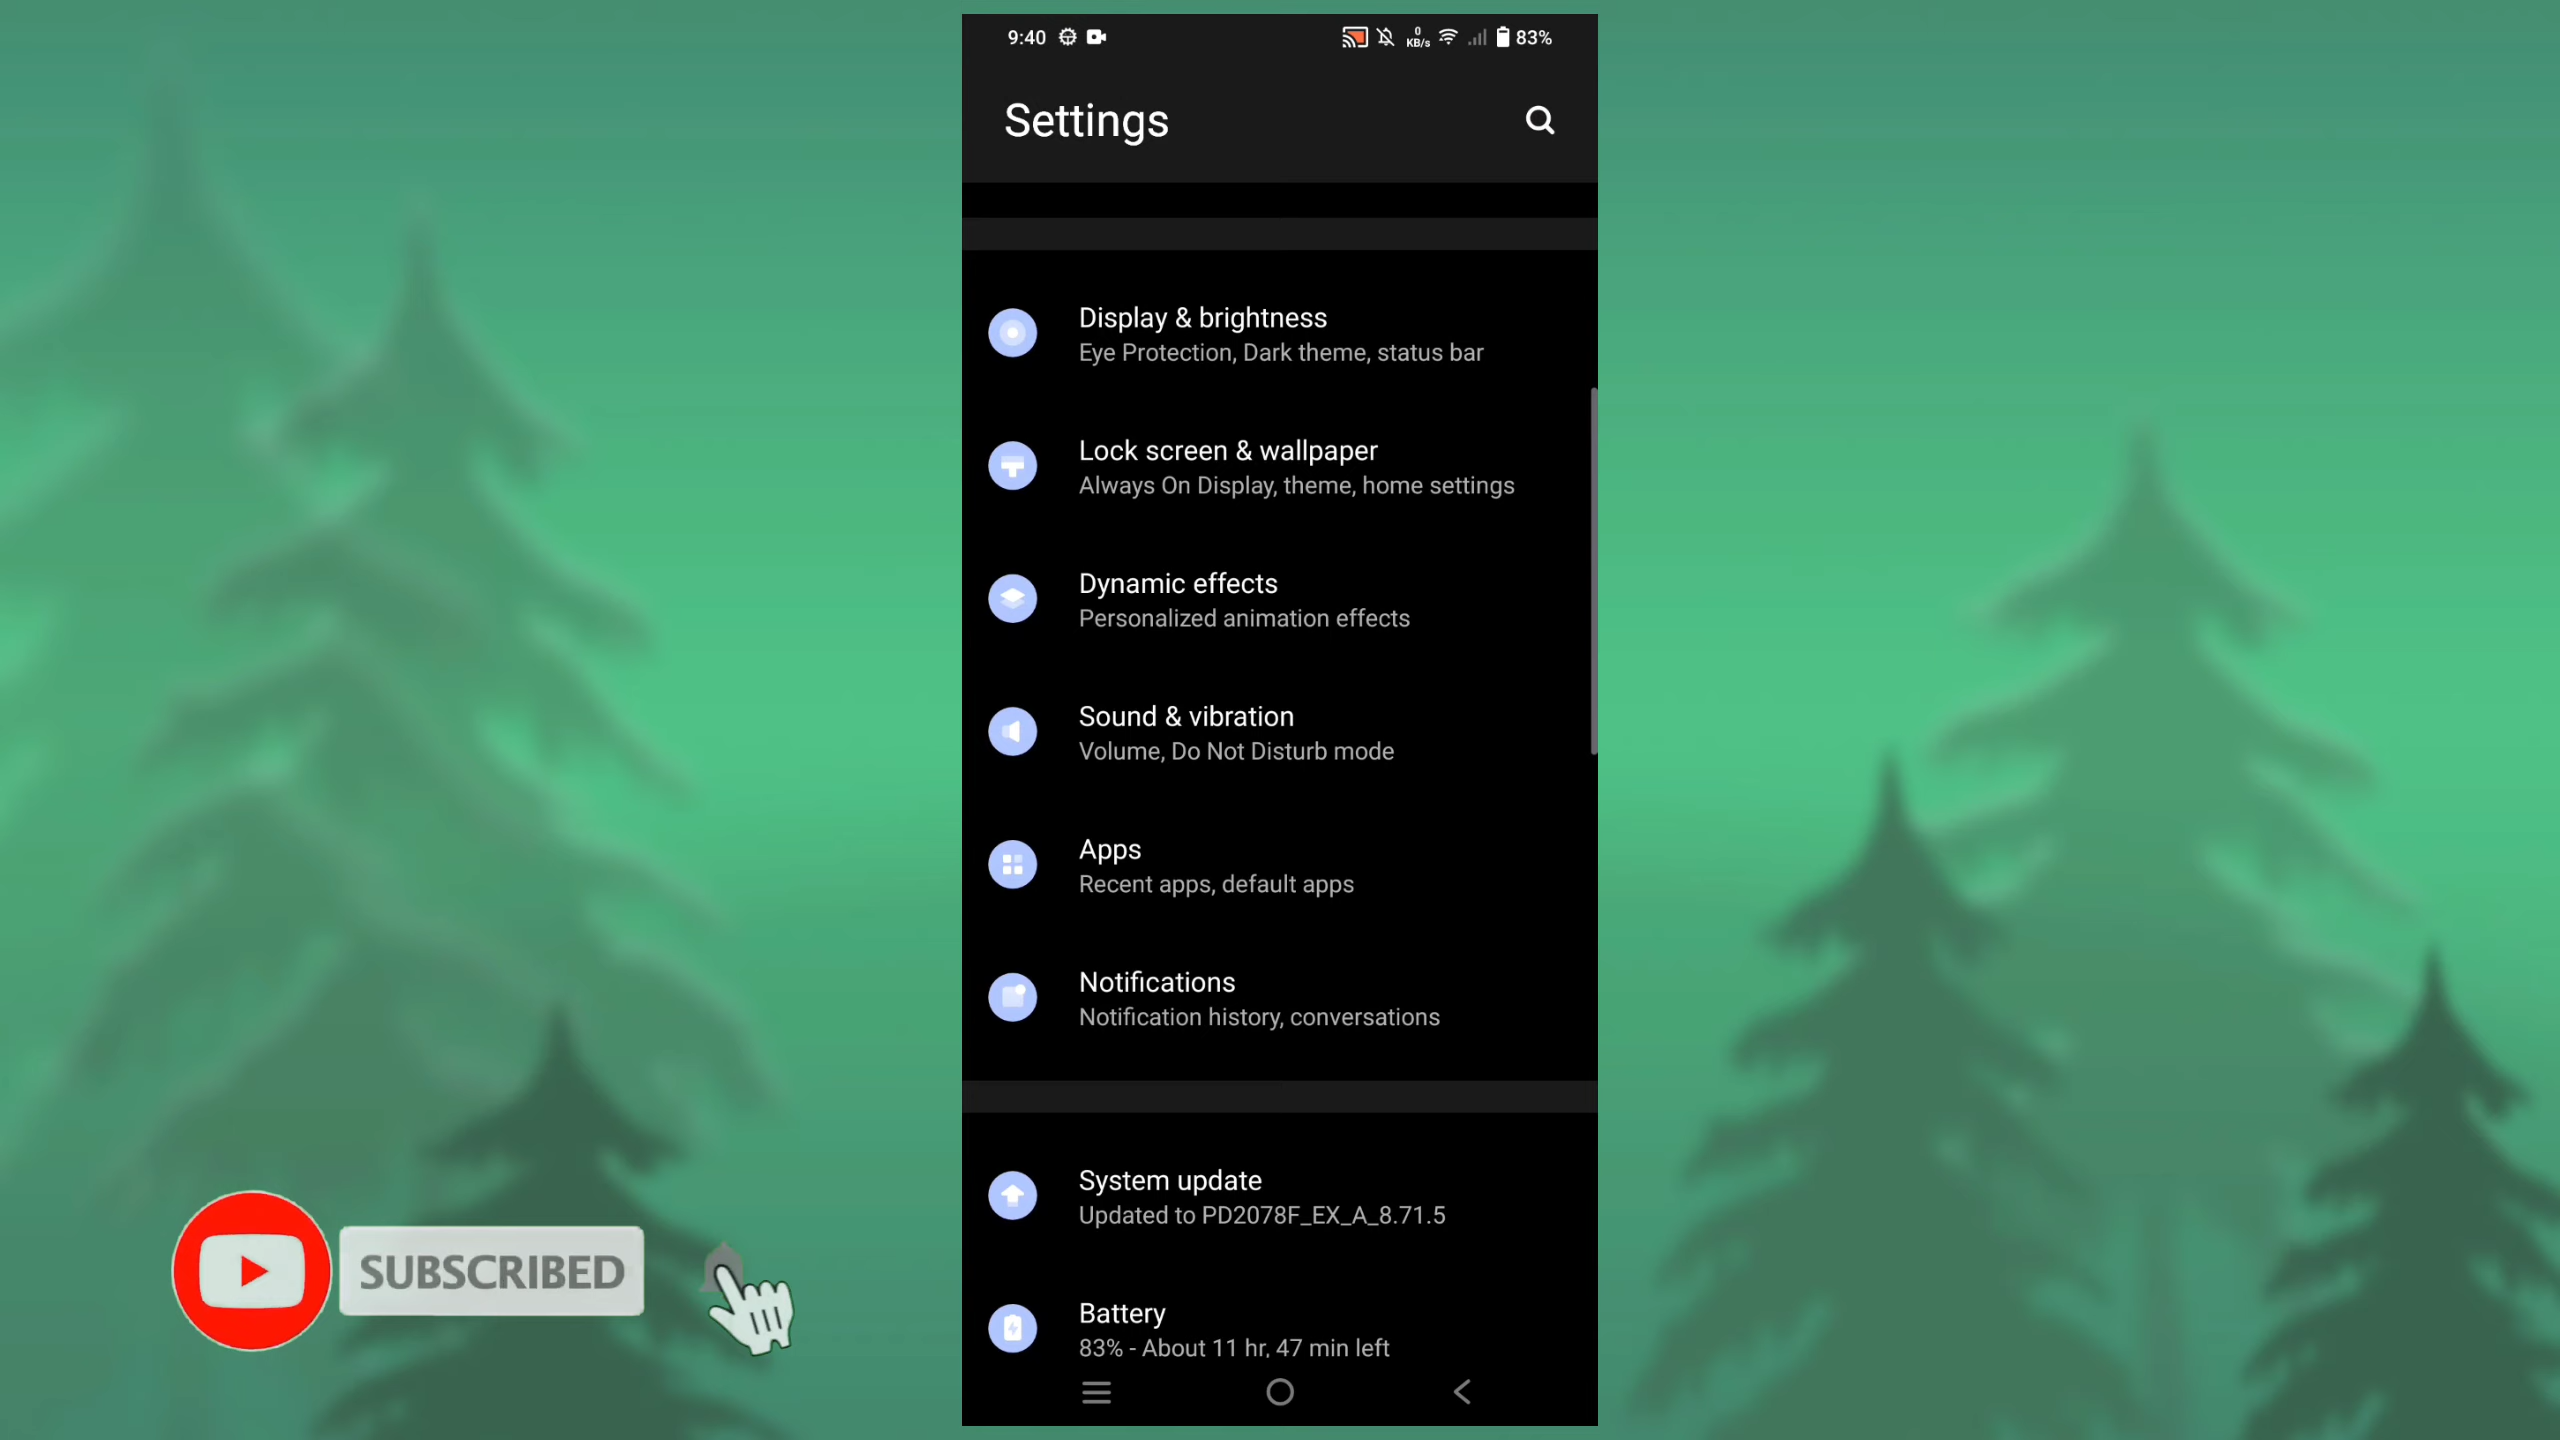 9:40
0 KB/s
83%
Settings
Display & brightness
Eye Protection, Dark theme, status bar
Lock screen & wallpaper
Always On Display, theme, home settings
Dynamic effects
Personalized animation effects
Sound & vibration
Volume, Do Not Disturb mode
Apps
Recent apps, default apps
Notifications
Notification history, conversations
System update
Updated to PD2078F_EX_A_8.71.5
Battery
83% - About 11 hr, 47 min left
SUBSCRIBED